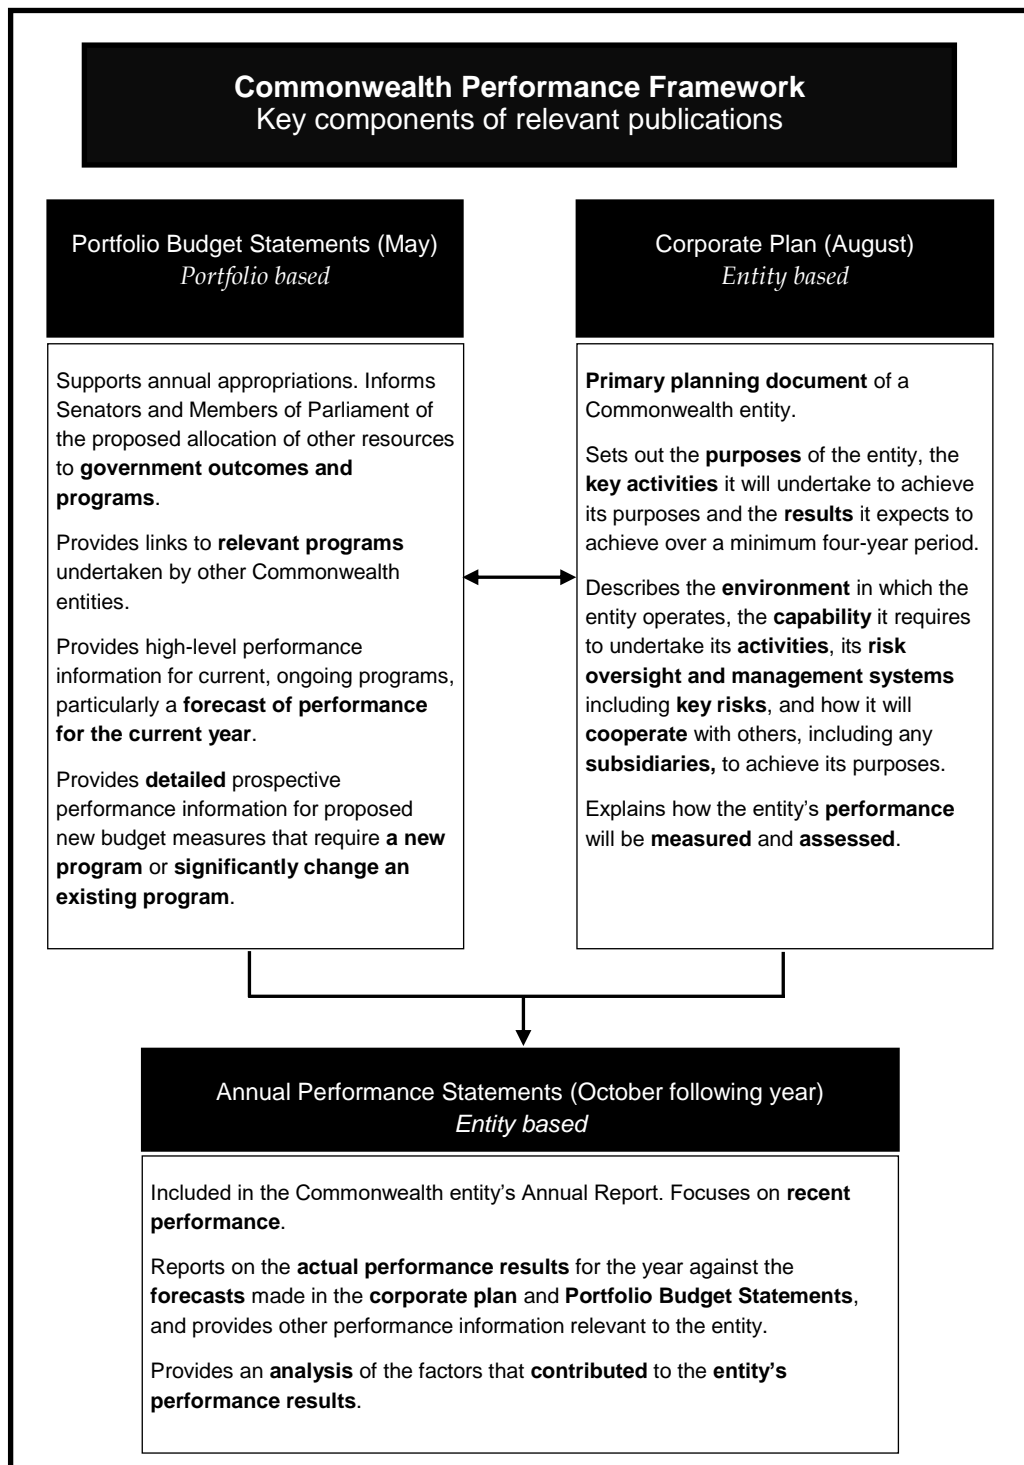 Commonwealth Performance Framework
Key components of relevant publications
Portfolio Budget Statements (May)
Portfolio based
Supports annual appropriations. Informs
Senators and Members of Parliament of
the proposed allocation of other resources
to government outcomes and
programs.
Provides links to relevant programs
undertaken by other Commonwealth
entities.
Provides high-level performance
information for current, ongoing programs,
particularly a forecast of performance
for the current year.
Provides detailed prospective
performance information for proposed
new budget measures that require a new
program or significantly change an
existing program.
Corporate Plan (August)
Entity based
Primary planning document of a
Commonwealth entity.
Sets out the purposes of the entity, the
key activities it will undertake to achieve
its purposes and the results it expects to
achieve over a minimum four-year period.
Describes the environment in which the
entity operates, the capability it requires
to undertake its activities, its risk
oversight and management systems
including key risks, and how it will
cooperate with others, including any
subsidiaries, to achieve its purposes.
Explains how the entity's performance
will be measured and assessed.
Annual Performance Statements (October following year)
Entity based
Included in the Commonwealth entity's Annual Report. Focuses on recent
performance.
Reports on the actual performance results for the year against the
forecasts made in the corporate plan and Portfolio Budget Statements,
and provides other performance information relevant to the entity.
Provides an analysis of the factors that contributed to the entity's
performance results.